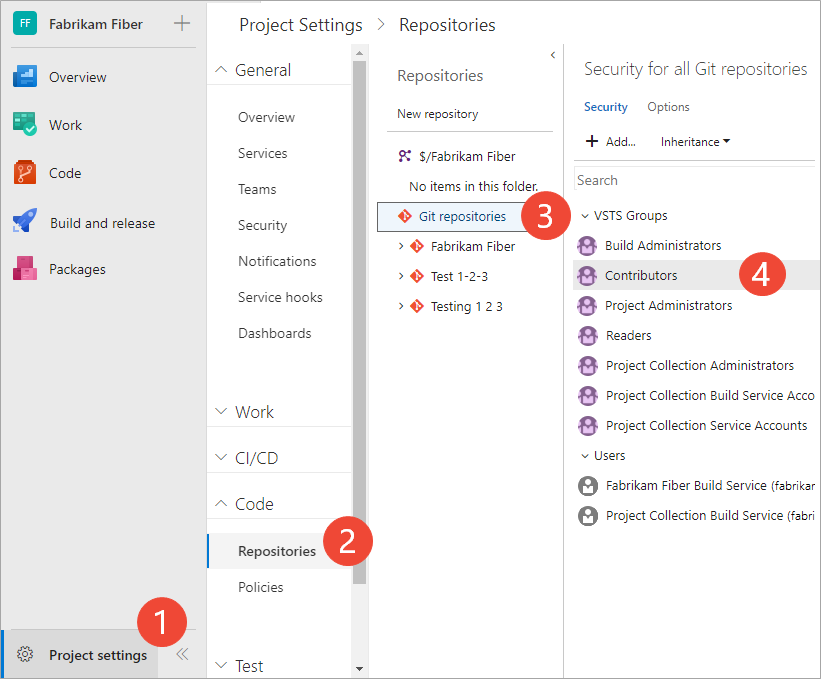 FF Fabrikam Fiber
Overview
Work
Code
Build and release
Packages
1
Project settings
Project Settings > Repositories
General
Overview
Services
Teams
Security
Notifications
Service hooks
Dashboards
Work
CI/CD
Code
Repositories 2
Policies
Test
Repositories
New repository
$/Fabrikam Fiber
No items in this folder.
Git repositories 3
Fabrikam Fiber
Test 1-2-3
Testing 1 2 3
Security for all Git repositories
Security Options
+ Add... Inheritance
Search
VSTS Groups
Build Administrators
Contributors 4
Project Administrators
Readers
Project Collection Administrators
Project Collection Build Service Acco
Project Collection Service Accounts
Users
Fabrikam Fiber Build Service (fabrikar
Project Collection Build Service (fabri